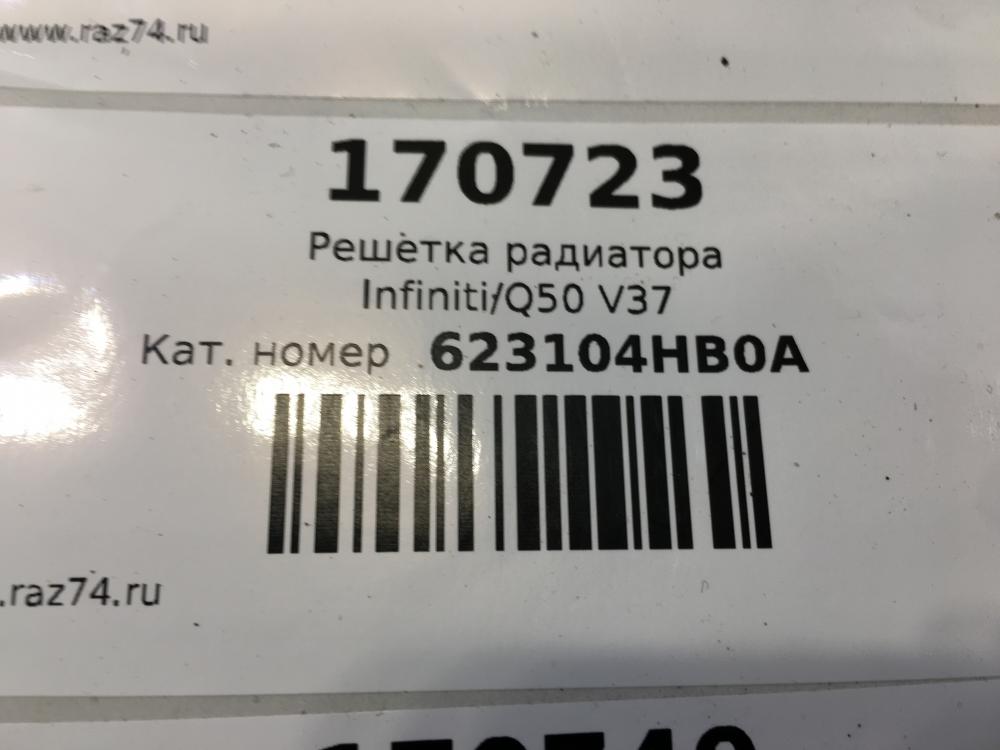 www.raz74.ru
170723
Решётка радиатора
Infiniti/Q50 V37
Кат. номер 623104HB0A
.raz74.ru